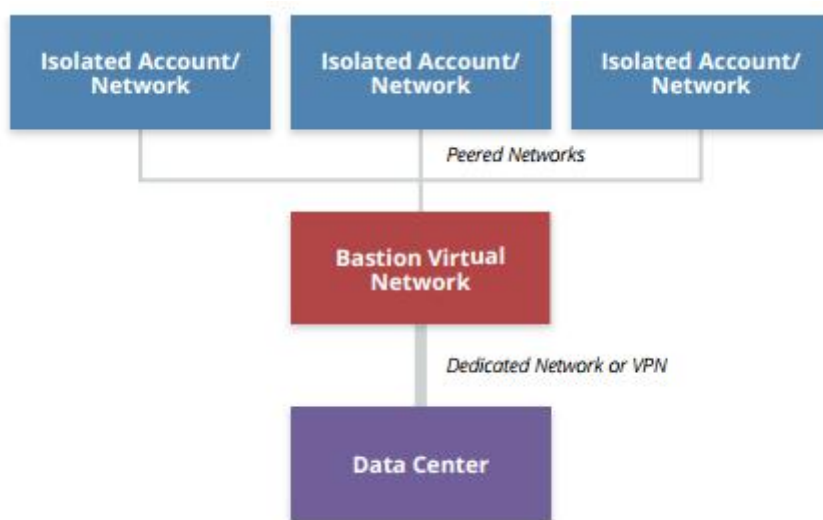 Isolated Account/
Network
Isolated Account/
Network
Isolated Account/
Network
Peered Networks
Bastion Virtual
Network
Dedicated Network or VPN
Data Center